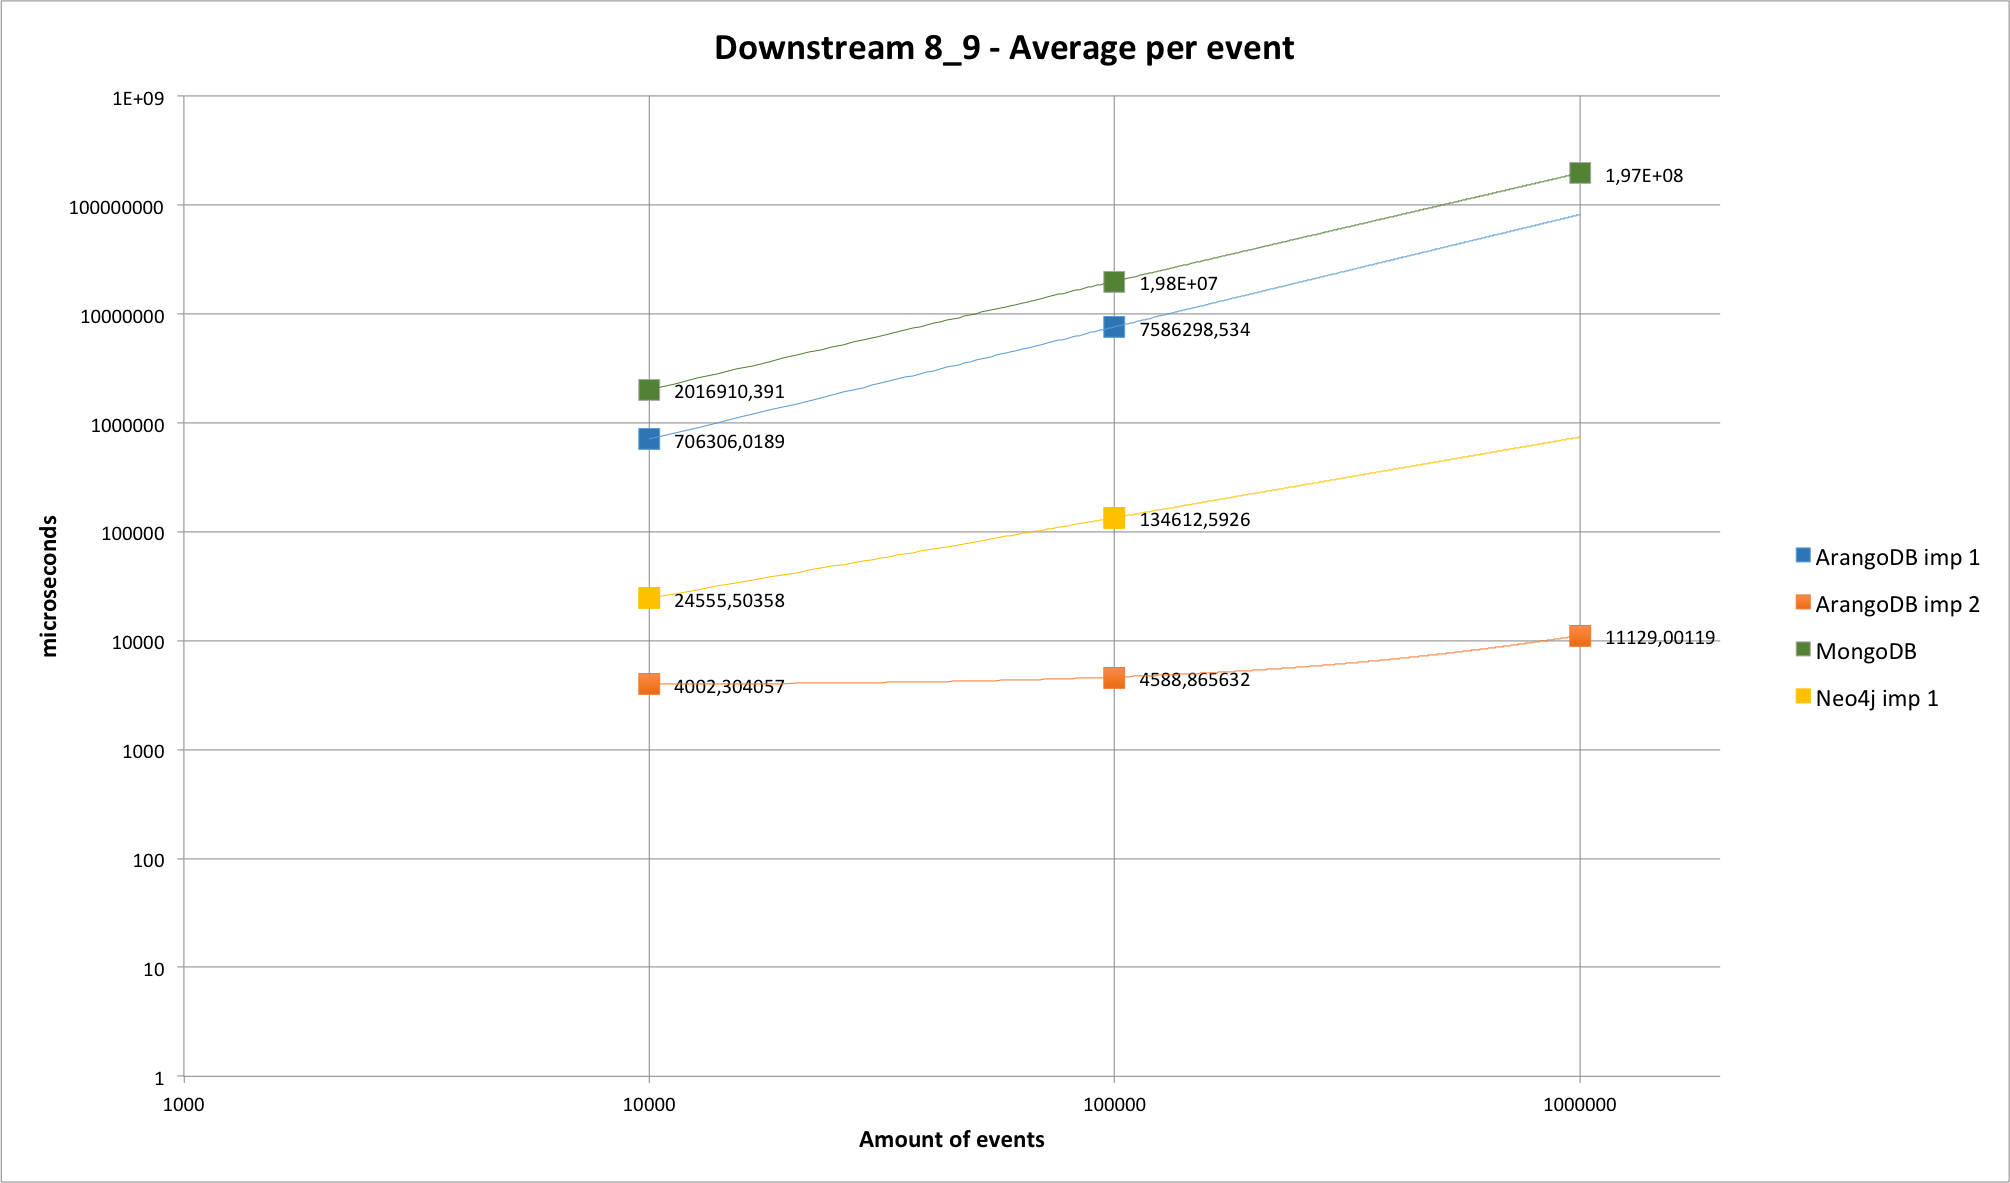 Downstream 8_9 - Average per event
1E+09
100000000
10000000
1000000
100000
10000
1000
100
10
1
microseconds
1,97E+08
1,98E+07
7586298,534
2016910,391
706306,0189
134612,5926
24555,50358
11129,00119
4588,865632
4002,304057
1000
10000
100000
1000000
Amount of events
ArangoDB imp 1
ArangoDB imp 2
MongoDB
Neo4j imp 1